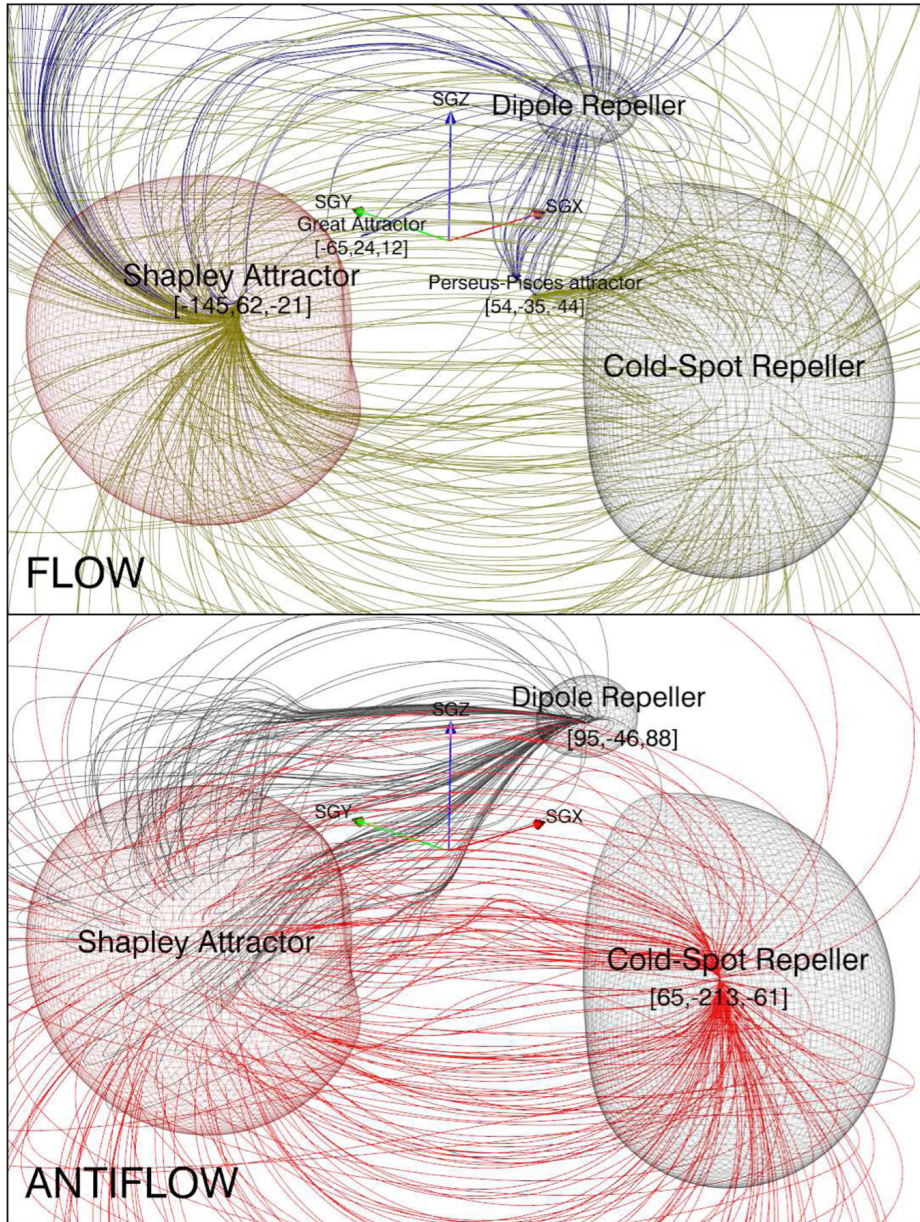 Dipole Repeller
SGZ
SGY
SGX
Great Attractor
[-65,24,12]
Shapley Attractor
[-145,62,-21]
Perseus-Pisces attractor
[54,-35,-44]
Cold-Spot Repeller
FLOW
Dipole Repeller
SGZ
[95,-46,88]
SGY
SGX
Shapley Attractor
Cold-Spot Repeller
[65,-213,-61]
ANTIFLOW